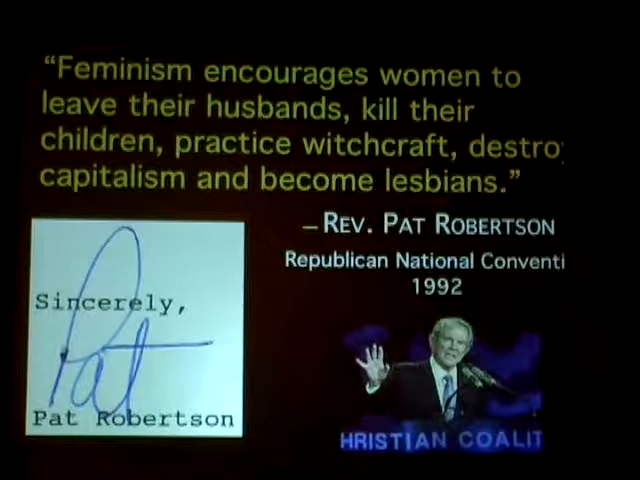 “Feminism encourages women to
leave their husbands, kill their
children, practice witchcraft, destro
capitalism and become lesbians.”
– REV. PAT ROBERTSON
Republican National Conventi
1992
Sincerely,
Pat
Pat Robertson
HRISTIAN COALIT